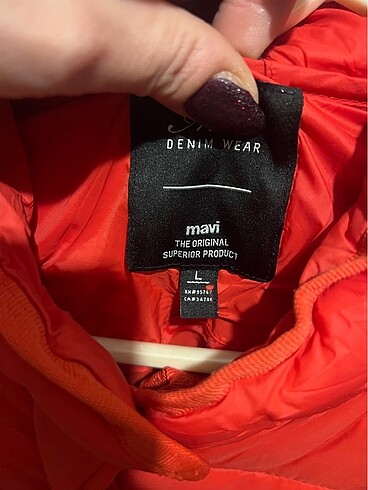 DENIM WEAR
mavi
THE ORIGINAL
SUPERIOR PRODUCT
L